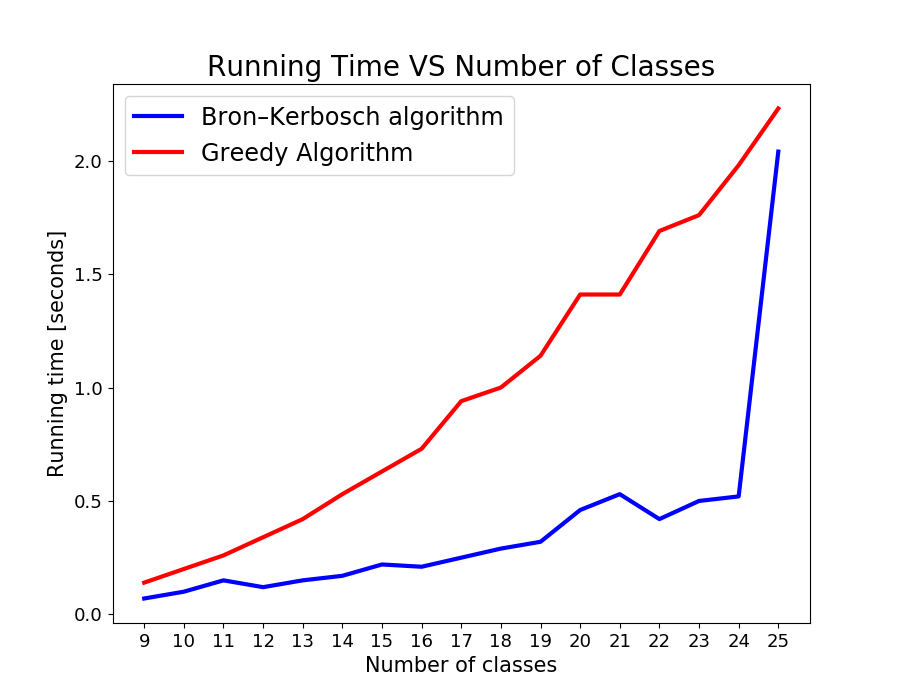 Running Time VS Number of Classes
Bron–Kerbosch algorithm
Greedy Algorithm
Running time [seconds]
2.0
1.5
1.0
0.5
0.0
9 10 11 12 13 14 15 16 17 18 19 20 21 22 23 24 25
Number of classes